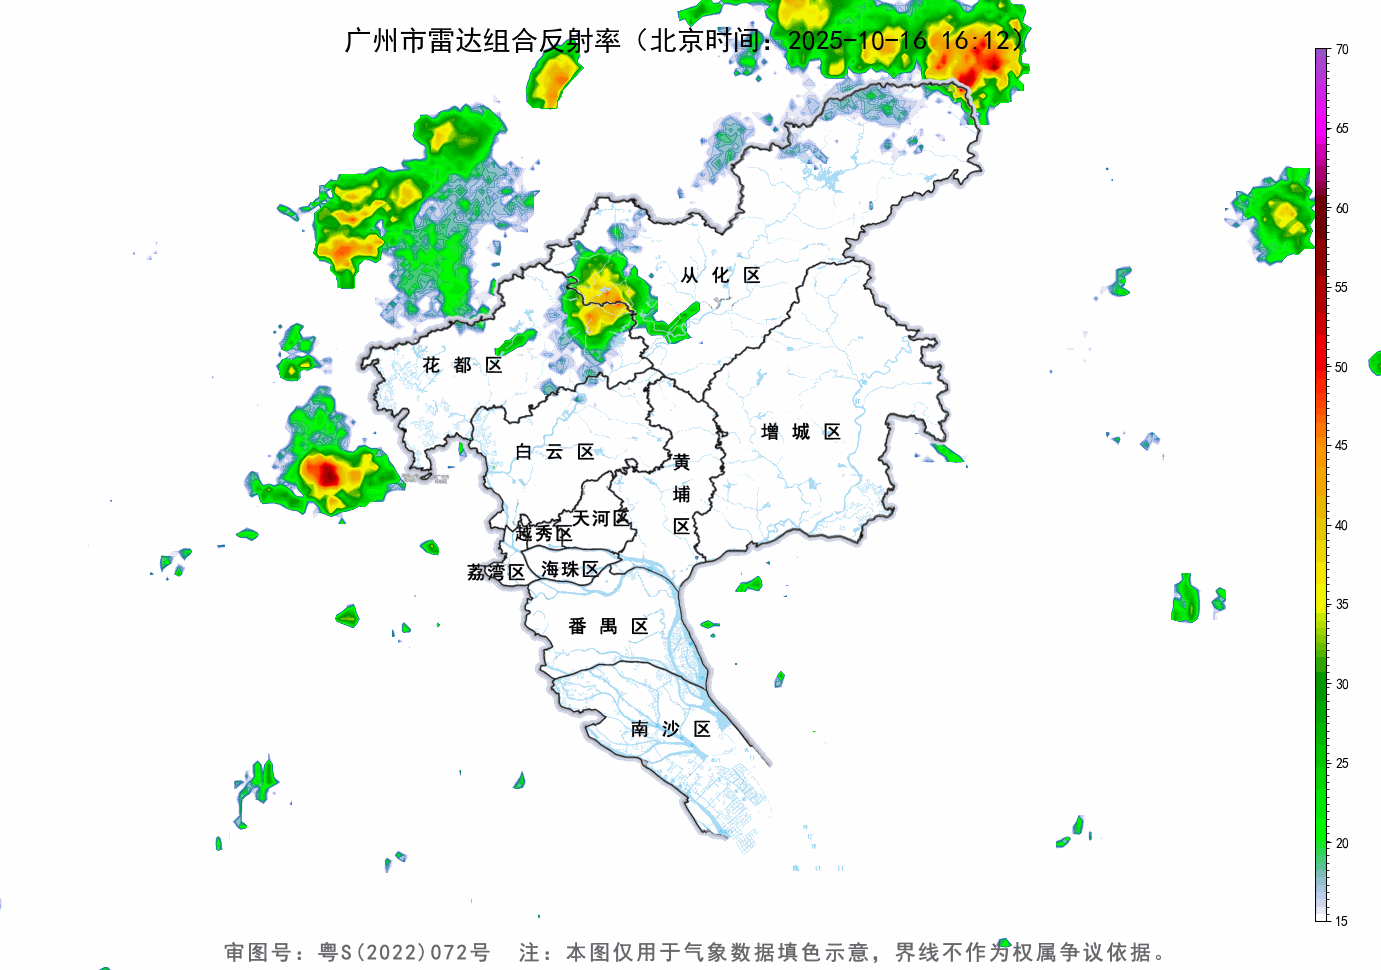 广州市雷达组合反射率（北京时间：2025-10-16 16:12）
70
65
60
55
50
45
40
35
30
25
20
15
从化区
花都区
增城区
白云区
黄埔区
天河区
越秀区
荔湾区
海珠区
番禺区
南沙区
审图号：粤S(2022)072号 注：本图仅用于气象数据填色示意，界线不作为权属争议依据。